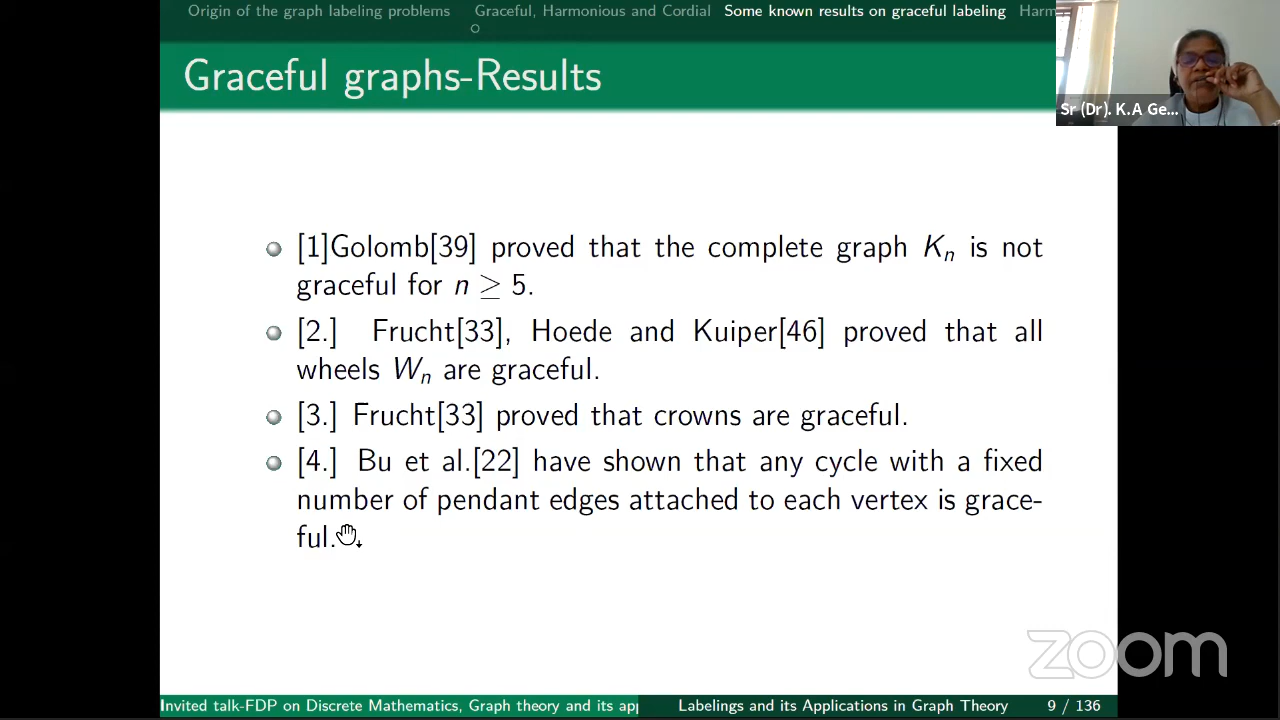 Origin of the graph labeling problems Graceful, Harmonious and Cordial Some known results on graceful labeling Harm
Graceful graphs-Results
Sr (Dr). K.A Ge...
[1]Golomb[39] proved that the complete graph Kn is not
graceful for n ≥ 5.
[2.] Frucht[33], Hoede and Kuiper[46] proved that all
wheels Wn are graceful.
[3.] Frucht[33] proved that crowns are graceful.
[4.] Bu et al.[22] have shown that any cycle with a fixed
number of pendant edges attached to each vertex is grace-
ful.
zoom
Invited talk-FDP on Discrete Mathematics, Graph theory and its app Labelings and its Applications in Graph Theory 9 / 136